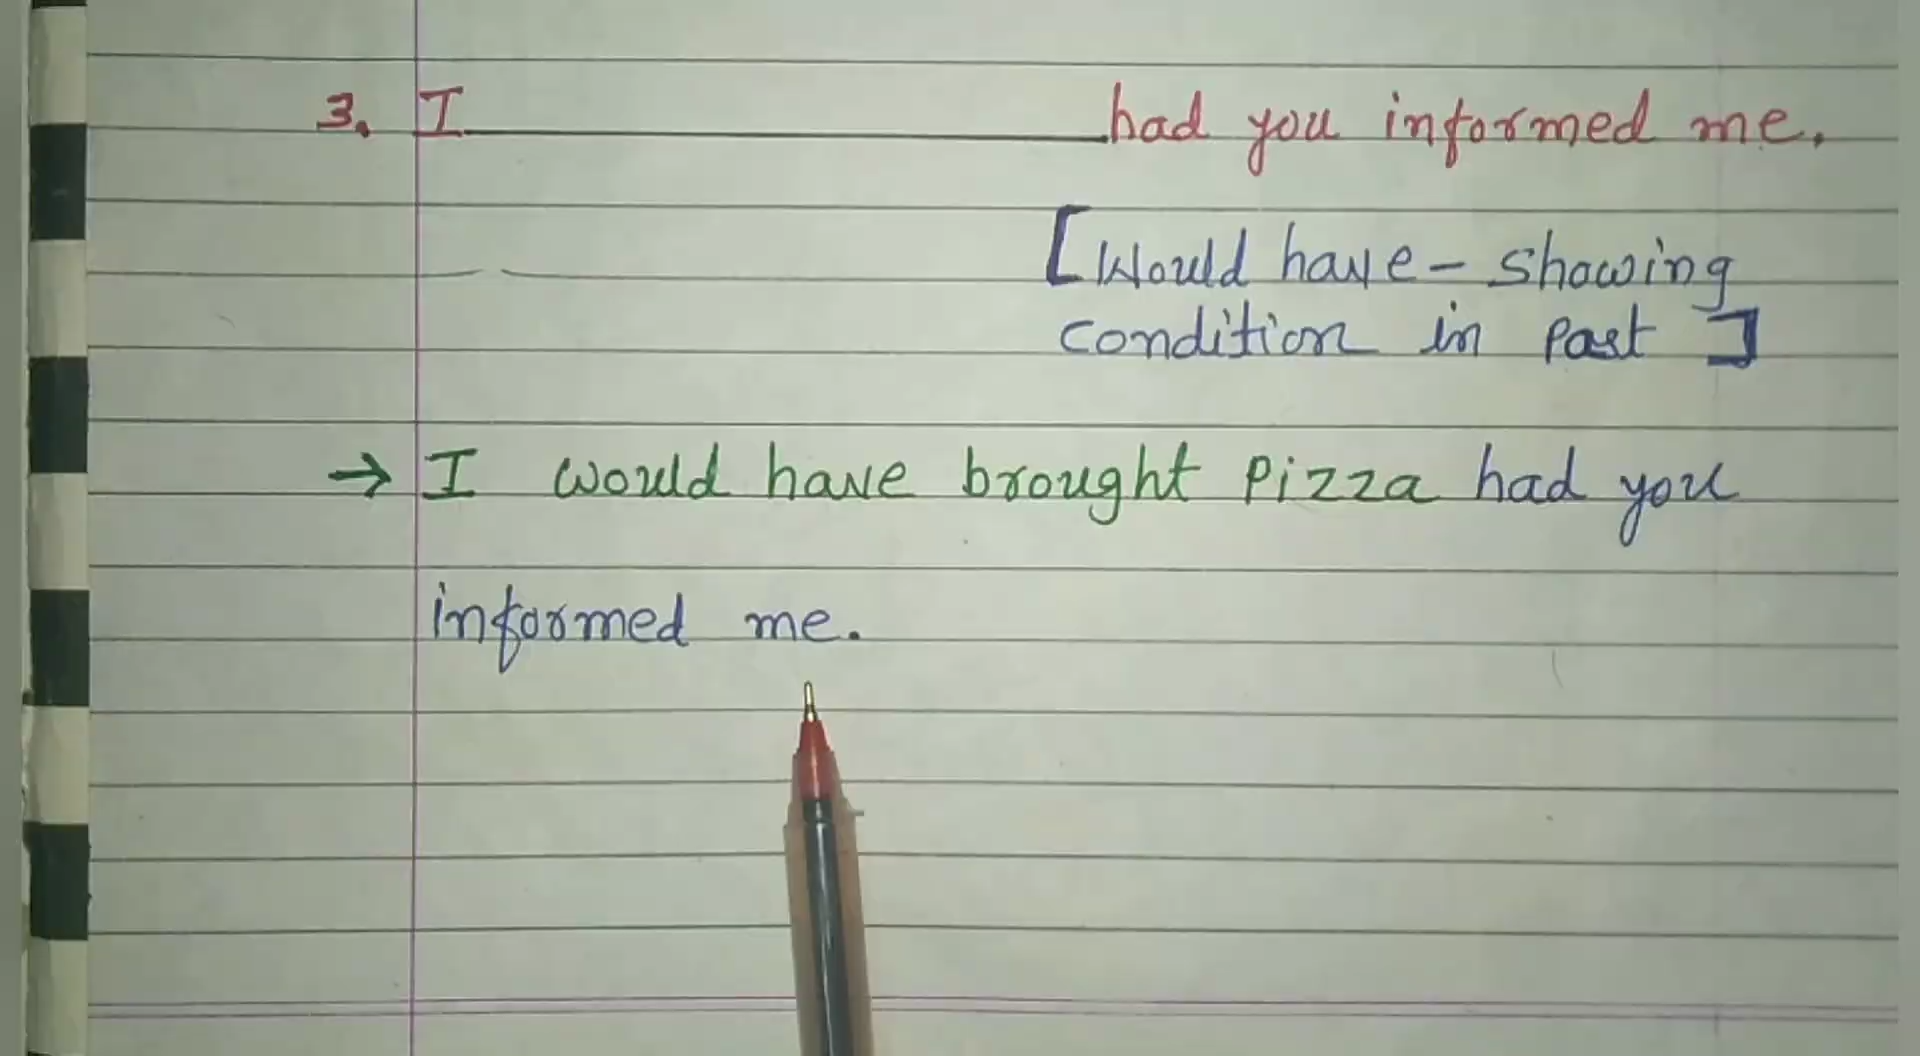 3. I ____________ had you informed me.
[Would have - showing
condition in past]
→ I would have brought pizza had you
informed me.